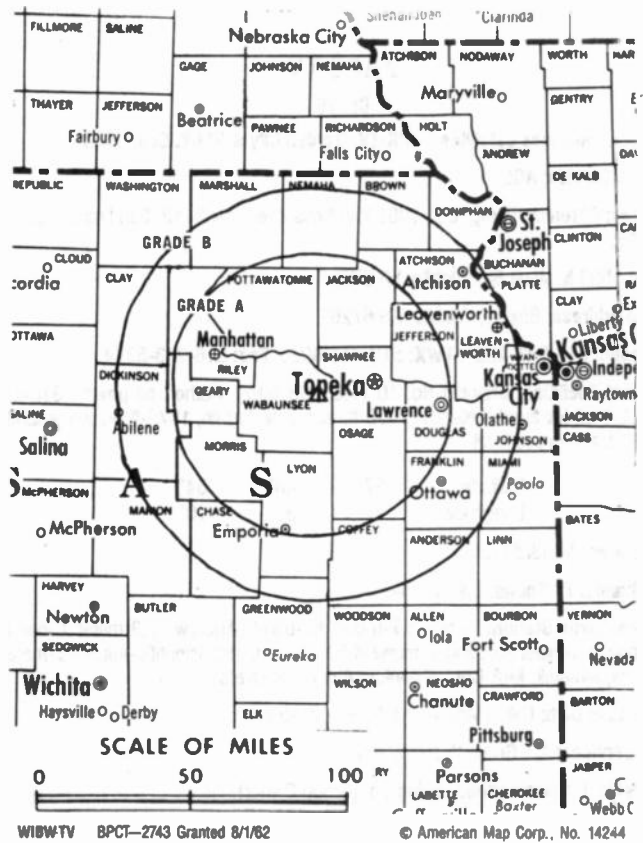 Shenandoah Clarinda
Nebraska City
FILLMORE SALINE
ATCHISON NODAWAY WORTH HAR
GAGE JOHNSON NEMAHA
Maryville
GENTRY
THAYER JEFFERSON
Beatrice
HOLT
Fairbury
PAWNEE RICHARDSON
ANDREW
Falls City
DE KALB
REPUBLIC WASHINGTON MARSHALL NEMAHA BROWN
DONIPHAN
St.
Joseph
CLINTON
GRADE B
CLOUD
ATCHISON BUCHANAN
CLAY POTTAWATOMIE JACKSON
Atchison PLATTE
cordia
CLAY
GRADE A
Leavenworth
Liberty
OTTAWA
JEFFERSON
LEAVEN-
WORTH
Manhattan
SHAWNEE
WYAN
DOTTE
Kansas C
DICKINSON RILEY
Kansas
City
Indepe
GEARY WABAUNSEE Topeka
Raytown
SALINE
Abilene
Lawrence
Olathe
JACKSON
Salina
DOUGLAS JOHNSON
CASS
MORRIS OSAGE
LYON
FRANKLIN MIAMI
S A S
McPHERSON
Ottawa Paola
MARION CHASE
BATES
McPherson
Emporia COFFEY
ANDERSON LINN
HARVEY
BUTLER GREENWOOD WOODSON ALLEN BOURBON VERNON
Newton
Iola Fort Scott
SEDGWICK
Eureka
Nevada
Wichita
WILSON NEOSHO
Haysville Derby
Chanute CRAWFORD BARTON
ELK
Pittsburg
SCALE OF MILES
JASPER
0 50 100
RY Parsons
LABETTE CHEROKEE
Baxter
Webb C
WIBW-TV BPCT—2743 Granted 8/1/62 © American Map Corp., No. 14244